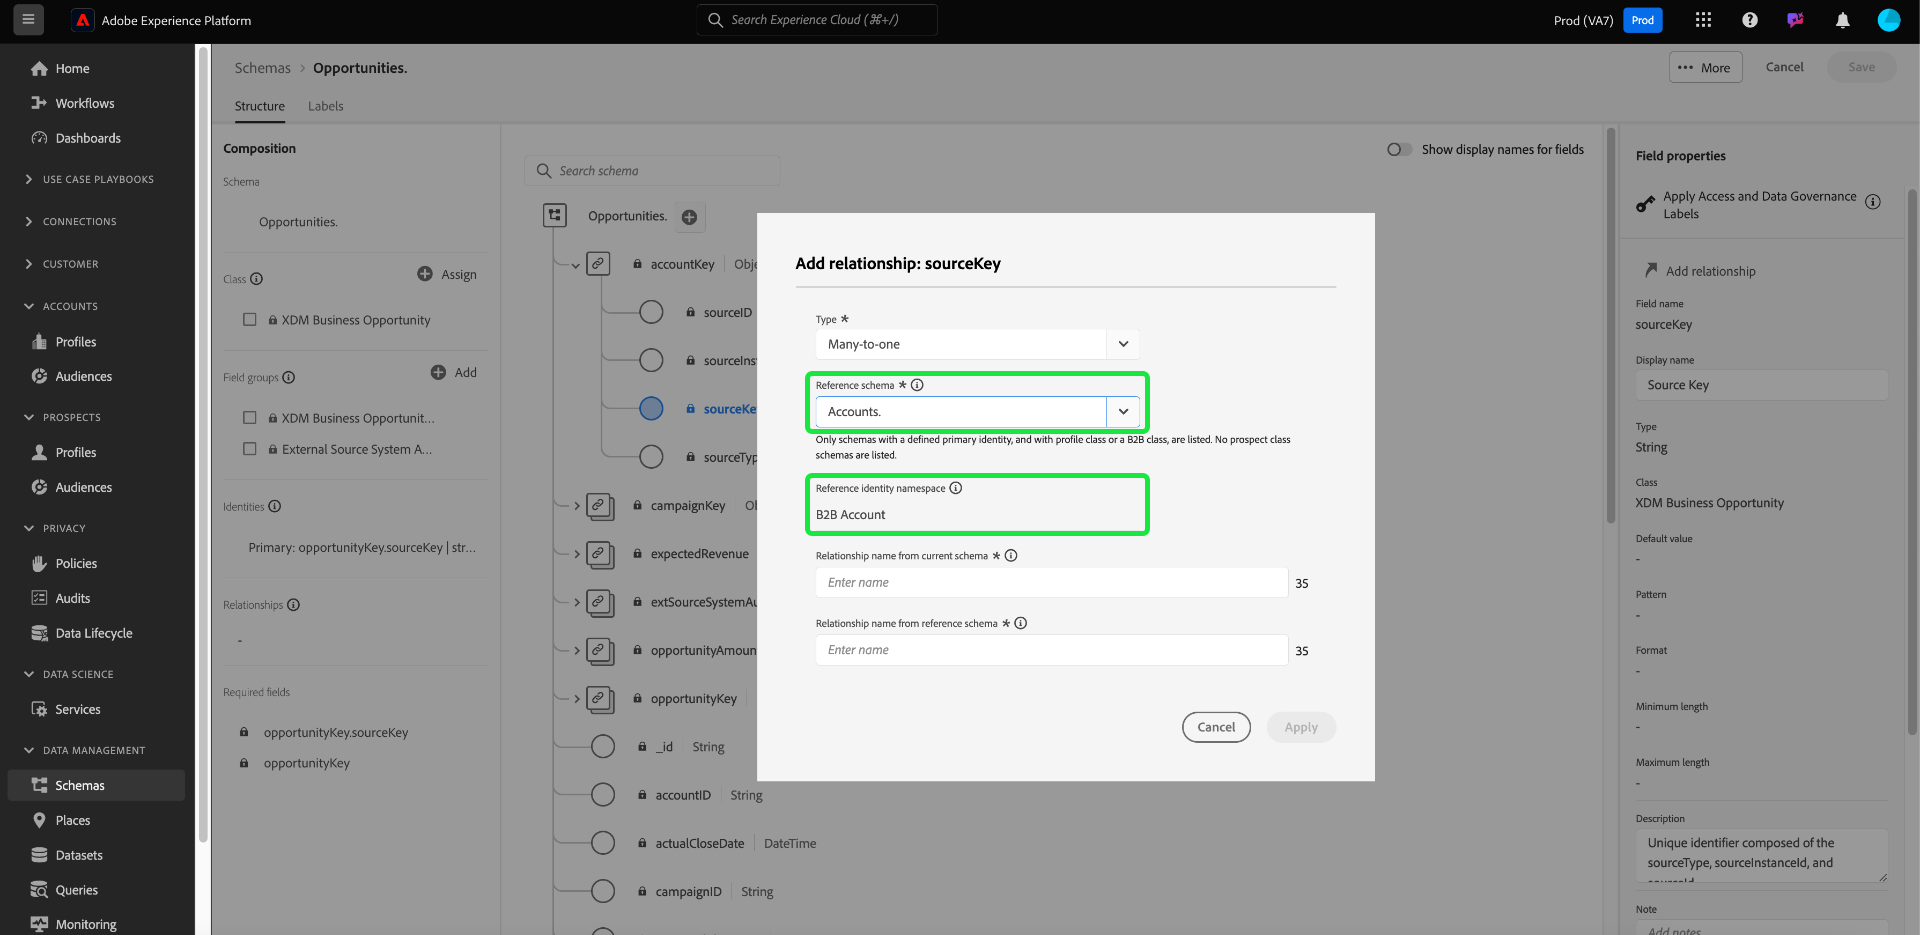 Adobe Experience Platform
Search Experience Cloud (⌘+/)
Prod (VA7)
Prod
Home
Workflows
Dashboards
USE CASE PLAYBOOKS
CONNECTIONS
CUSTOMER
ACCOUNTS
Profiles
Audiences
PROSPECTS
Profiles
Audiences
PRIVACY
Policies
Audits
Data Lifecycle
DATA SCIENCE
Services
DATA MANAGEMENT
Schemas
Places
Datasets
Queries
Monitoring
Schemas > Opportunities.
More
Cancel
Save
Structure
Labels
Composition
Schema
Opportunities.
Class
Assign
XDM Business Opportunity
Field groups
Add
XDM Business Opportunit...
External Source System A...
Identities
Primary: opportunityKey.sourceKey | str...
Relationships
-
Required fields
opportunityKey.sourceKey
opportunityKey
Search schema
Show display names for fields
Opportunities.
accountKey | Obje
sourceID
sourceIns
sourceKe
sourceTyp
campaignKey | Ob
expectedRevenue
extSourceSystemAu
opportunityAmoun
opportunityKey
_id String
accountID String
actualCloseDate DateTime
campaignID String
Add relationship: sourceKey
Type *
Many-to-one
Reference schema *
Accounts.
Only schemas with a defined primary identity, and with profile class or a B2B class, are listed. No prospect class
schemas are listed.
Reference identity namespace
B2B Account
Relationship name from current schema *
Enter name
35
Relationship name from reference schema *
Enter name
35
Cancel
Apply
Field properties
Apply Access and Data Governance
Labels
Add relationship
Field name
sourceKey
Display name
Source Key
Type
String
Class
XDM Business Opportunity
Default value
-
Pattern
-
Format
-
Minimum length
-
Maximum length
-
Description
Unique identifier composed of the
sourceType, sourceInstanceId, and
sourceId
Note
Add notes